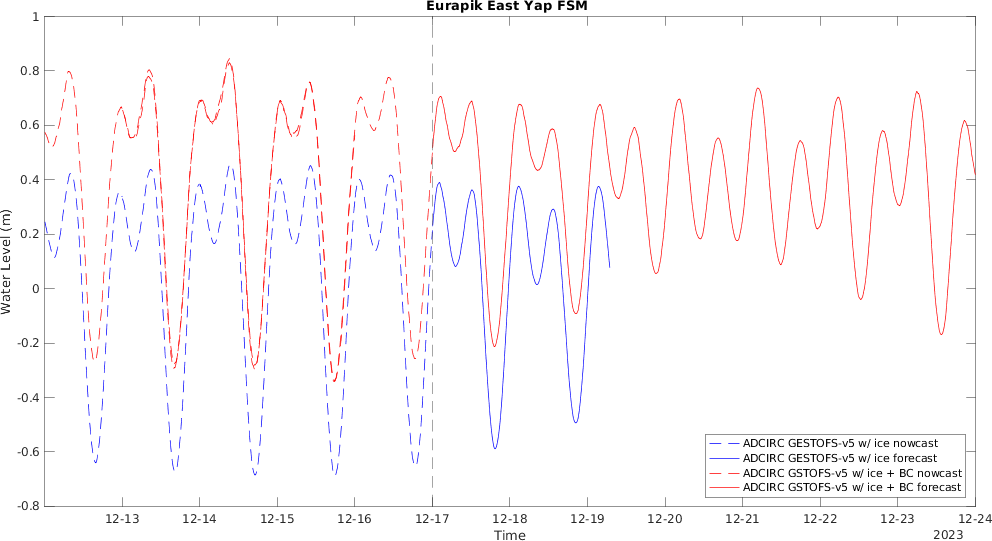 Eurapik East Yap FSM
1
0.8
0.6
0.4
0.2
0
-0.2
-0.4
-0.6
-0.8
Water Level (m)
ADCIRC GESTOFS-v5 w/ ice nowcast
ADCIRC GESTOFS-v5 w/ ice forecast
ADCIRC GSTOFS-v5 w/ ice + BC nowcast
ADCIRC GSTOFS-v5 w/ ice + BC forecast
12-13 12-14 12-15 12-16 12-17 12-18 12-19 12-20 12-21 12-22 12-23 12-24
Time
2023